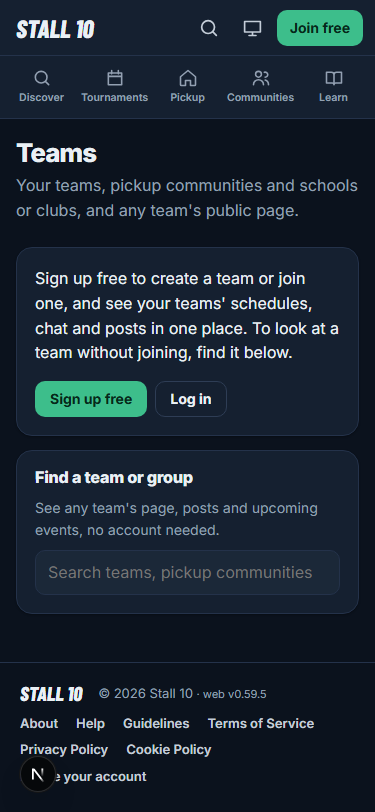 STALL 10
Join free
Discover
Tournaments
Pickup
Communities
Learn
Teams
Your teams, pickup communities and schools
or clubs, and any team's public page.
Sign up free to create a team or join
one, and see your teams' schedules,
chat and posts in one place. To look at a
team without joining, find it below.
Sign up free
Log in
Find a team or group
See any team's page, posts and upcoming
events, no account needed.
Search teams, pickup communities
STALL 10 © 2026 Stall 10 · web v0.59.5
About Help Guidelines Terms of Service
Privacy Policy Cookie Policy
N your account